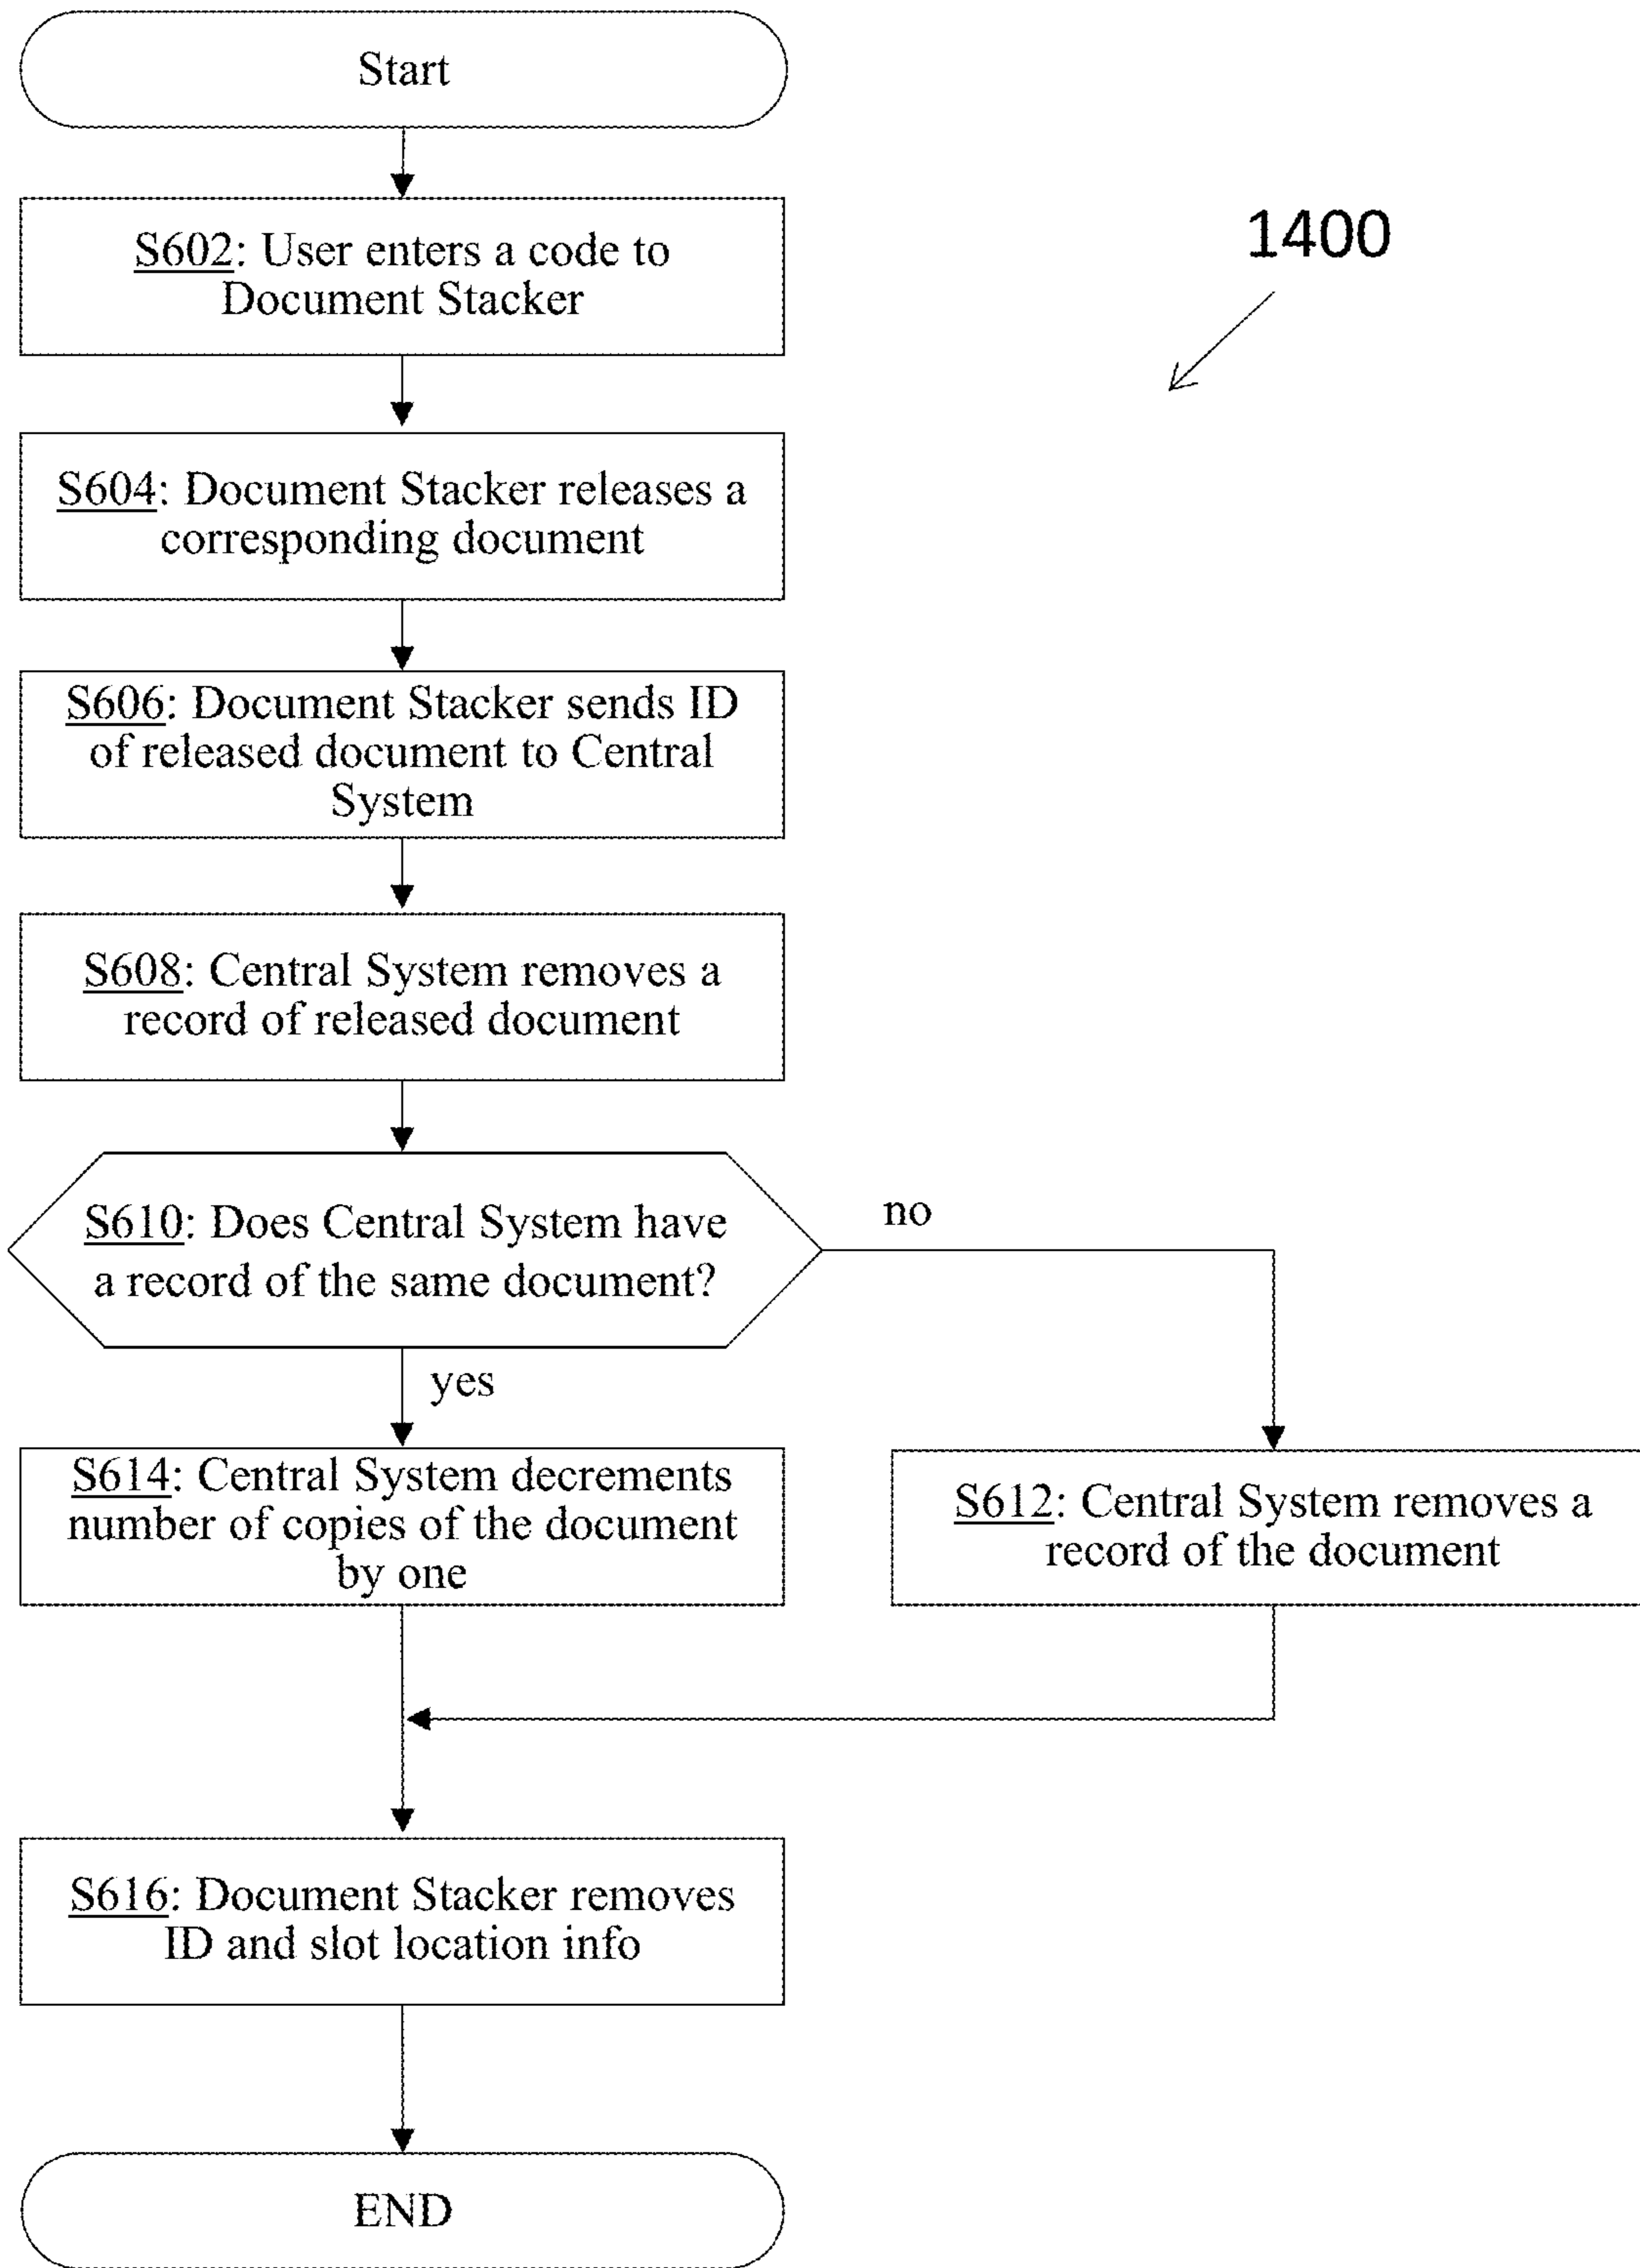 Start
S602: User enters a code to
Document Stacker
1400
S604: Document Stacker releases a
corresponding document
S606: Document Stacker sends ID
of released document to Central
System
S608: Central System removes a
record of released document
S610: Does Central System have
a record of the same document?
no
yes
S614: Central System decrements
number of copies of the document
by one
S612: Central System removes a
record of the document
S616: Document Stacker removes
ID and slot location info
END